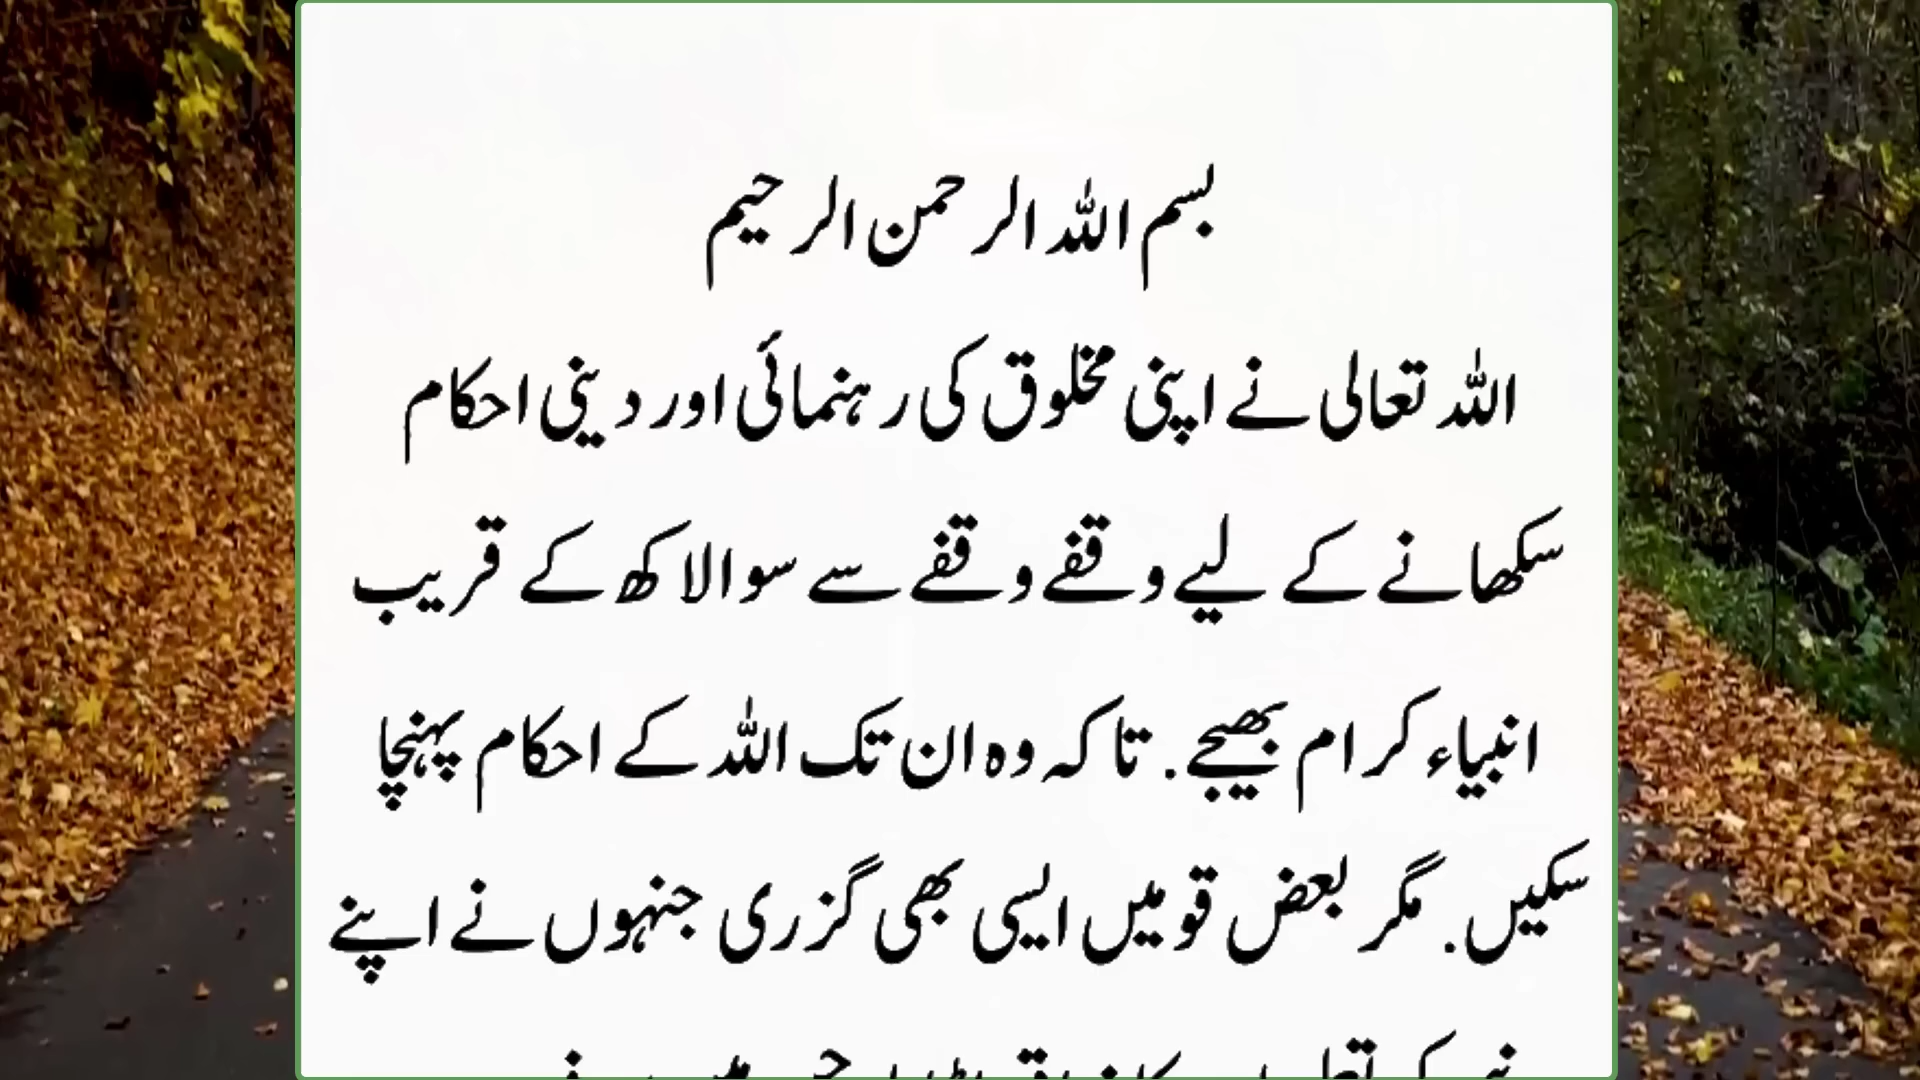 بسم اللہ الرحمن الرحیم
اللہ تعالی نے اپنی مخلوق کی رہنمائی اور دینی احکام
سکھانے کے لیے وقفے وقفے سے سوالاکھ کے قریب
انبیاء کرام بھیجے. تاکہ وہ ان تک اللہ کے احکام پہنچا
سکیں. مگر بعض قومیں ایسی بھی گزری جنہوں نے اپنے